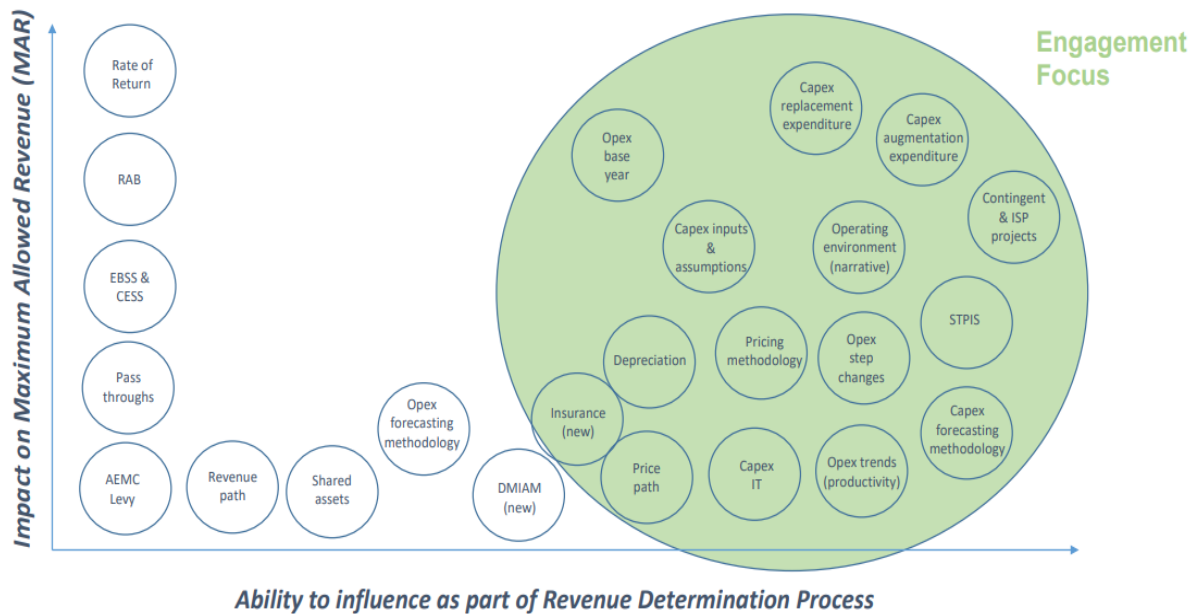 Impact on Maximum Allowed Revenue (MAR)
Engagement
Focus
Rate of
Return
RAB
EBSS &
CESS
Pass
throughs
AEMC
Levy
Revenue
path
Shared
assets
Opex
forecasting
methodology
DMIAM
(new)
Insurance
(new)
Opex
base
year
Capex
replacement
expenditure
Capex
augmentation
expenditure
Contingent
& ISP
projects
Capex inputs
&
assumptions
Operating
environment
(narrative)
STPIS
Depreciation
Pricing
methodology
Opex
step
changes
Capex
forecasting
methodology
Price
path
Capex
IT
Opex trends
(productivity)
Ability to influence as part of Revenue Determination Process